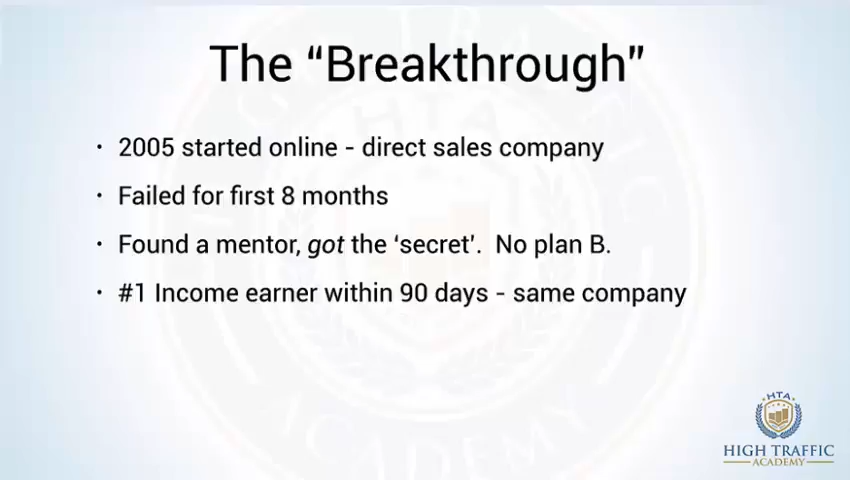 The “Breakthrough”
• 2005 started online - direct sales company
• Failed for first 8 months
• Found a mentor, got the ‘secret’.  No plan B.
• #1 Income earner within 90 days - same company
HTA
HIGH TRAFFIC
ACADEMY